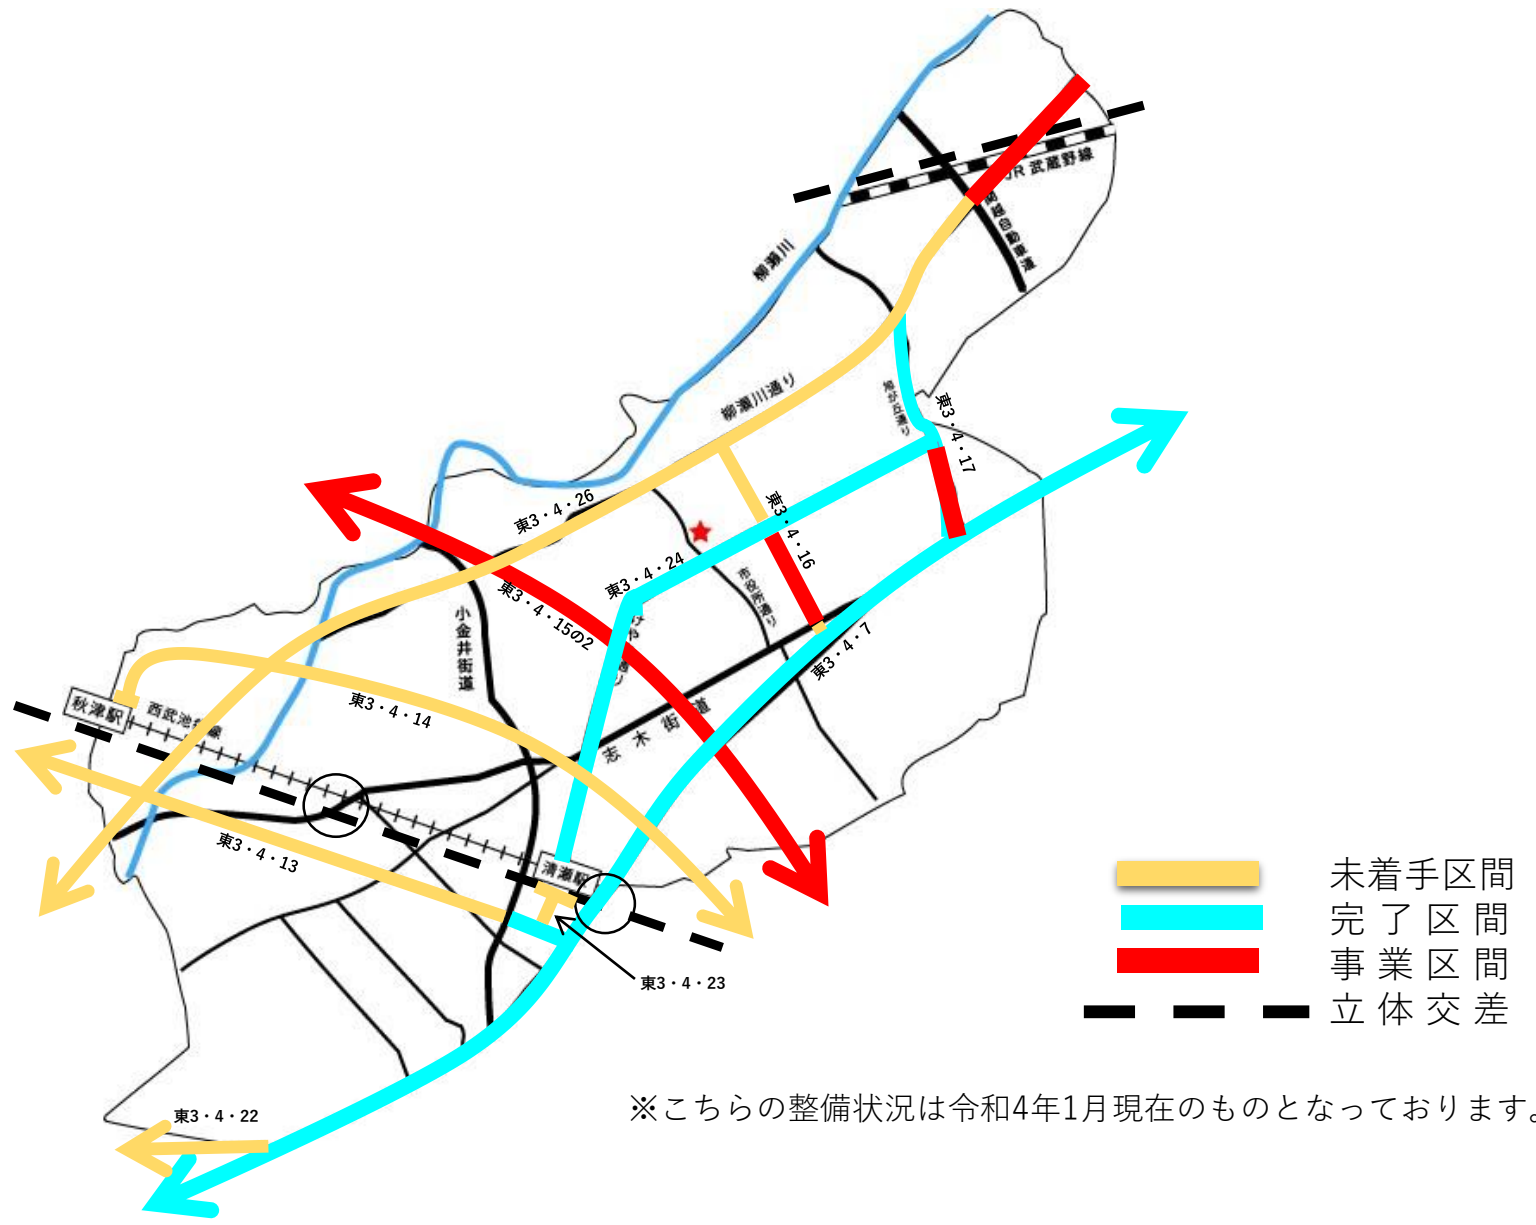 JR 武蔵野線
関越自動車道
柳瀬川
柳瀬川通り
東3・4・17
東3・4・26
東3・4・16
東3・4・24
市役所通り
東3・4・15の2
小金井街道
東3・4・7
秋津駅
西武池袋線
東3・4・14
志木街道
東3・4・13
清瀬駅
東3・4・23
東3・4・22
未着手区間
完了区間
事業区間
立体交差
※こちらの整備状況は令和4年1月現在のものとなっております。